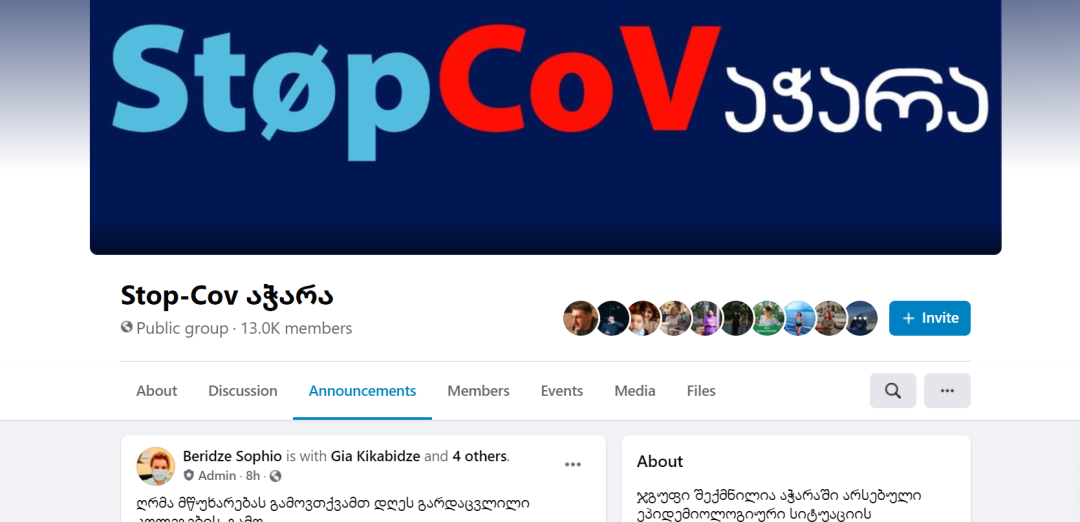 StøpCoV აჭარა
Stop-Cov აჭარა
Public group · 13.0K members
+ Invite
About Discussion Announcements Members Events Media Files
Beridze Sophio is with Gia Kikabidze and 4 others.
Admin · 8h ·
ღრმა მწუხარებას გამოვთქვამთ დღეს გარდაცვლილი
კოლეგების გამო
About
ჯგუფი შექმნილია აჭარაში არსებული
ეპიდემიოლოგიური სიტუაციის